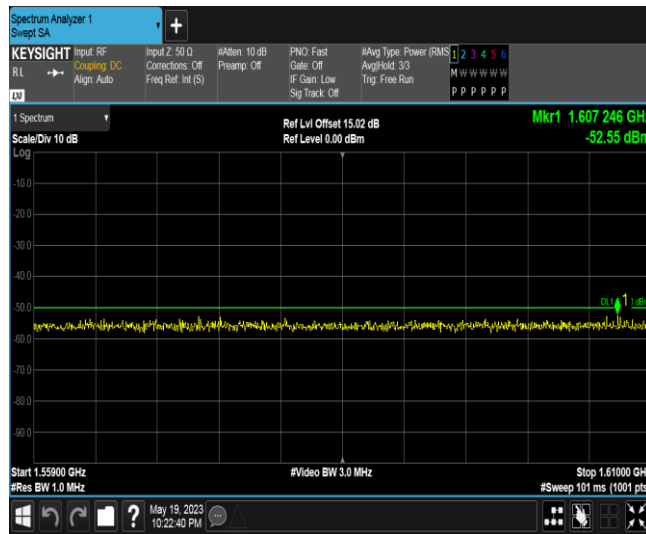 Spectrum Analyzer 1
Swept SA
+
KEYSIGHT
RL
LXI
Input: RF
Coupling: DC
Align: Auto
Input Z: 50 Ω
Corrections: Off
Freq Ref: Int (S)
#Atten: 10 dB
Preamp: Off
PNO: Fast
Gate: Off
IF Gain: Low
Sig Track: Off
#Avg Type: Power (RMS
Avg|Hold: 3/3
Trig: Free Run
1 2 3 4 5 6
M W W W W W
P P P P P P
1 Spectrum
Scale/Div 10 dB
Log
Ref Lvl Offset 15.02 dB
Ref Level 0.00 dBm
Mkr1 1.607 246 GHz
-52.55 dBm
-10.0
-20.0
-30.0
-40.0
-50.0
-60.0
-70.0
-80.0
-90.0
DL1
1
dBm
Start 1.55900 GHz
#Res BW 1.0 MHz
#Video BW 3.0 MHz
Stop 1.61000 GHz
#Sweep 101 ms (1001 pts
?
May 19, 2023
10:22:40 PM